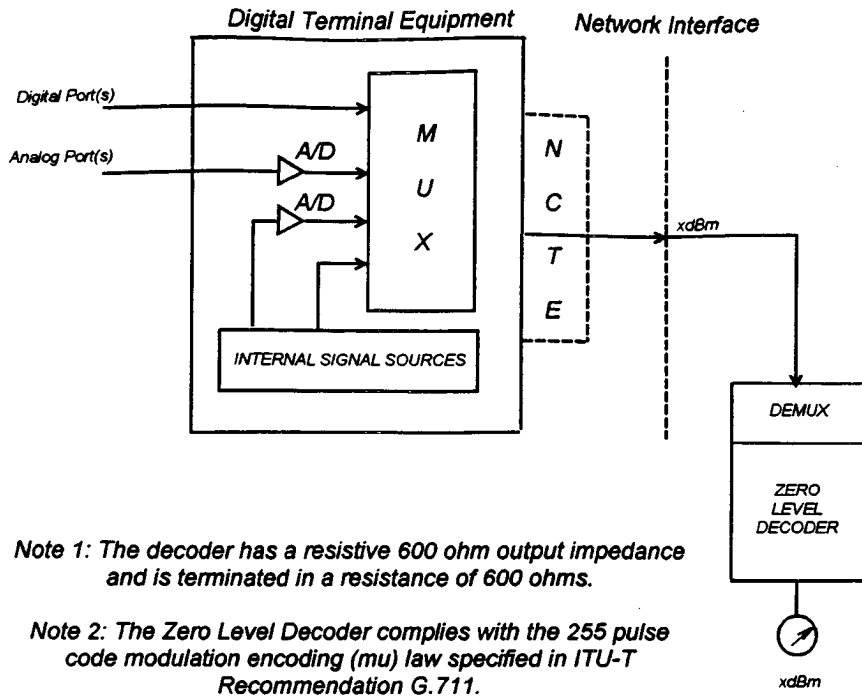 Digital Terminal Equipment
Network Interface
Digital Port(s)
Analog Port(s)
A/D
A/D
M
U
X
N
C
T
E
xdBm
INTERNAL SIGNAL SOURCES
DEMUX
ZERO
LEVEL
DECODER
xdBm
Note 1: The decoder has a resistive 600 ohm output impedance
and is terminated in a resistance of 600 ohms.
Note 2: The Zero Level Decoder complies with the 255 pulse
code modulation encoding (mu) law specified in ITU-T
Recommendation G.711.